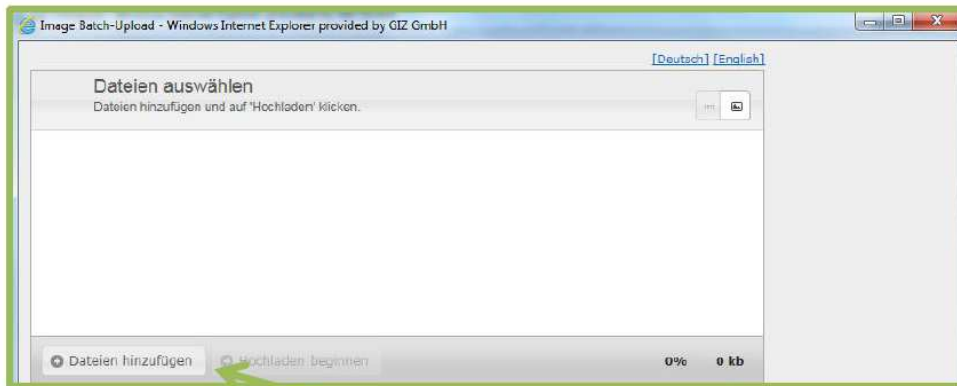 Image Batch-Upload - Windows Internet Explorer provided by GIZ GmbH
[Deutsch] [English]
Dateien auswählen
Dateien hinzufügen und auf 'Hochladen' klicken.
Dateien hinzufügen Hochladen beginnen 0% 0 kb